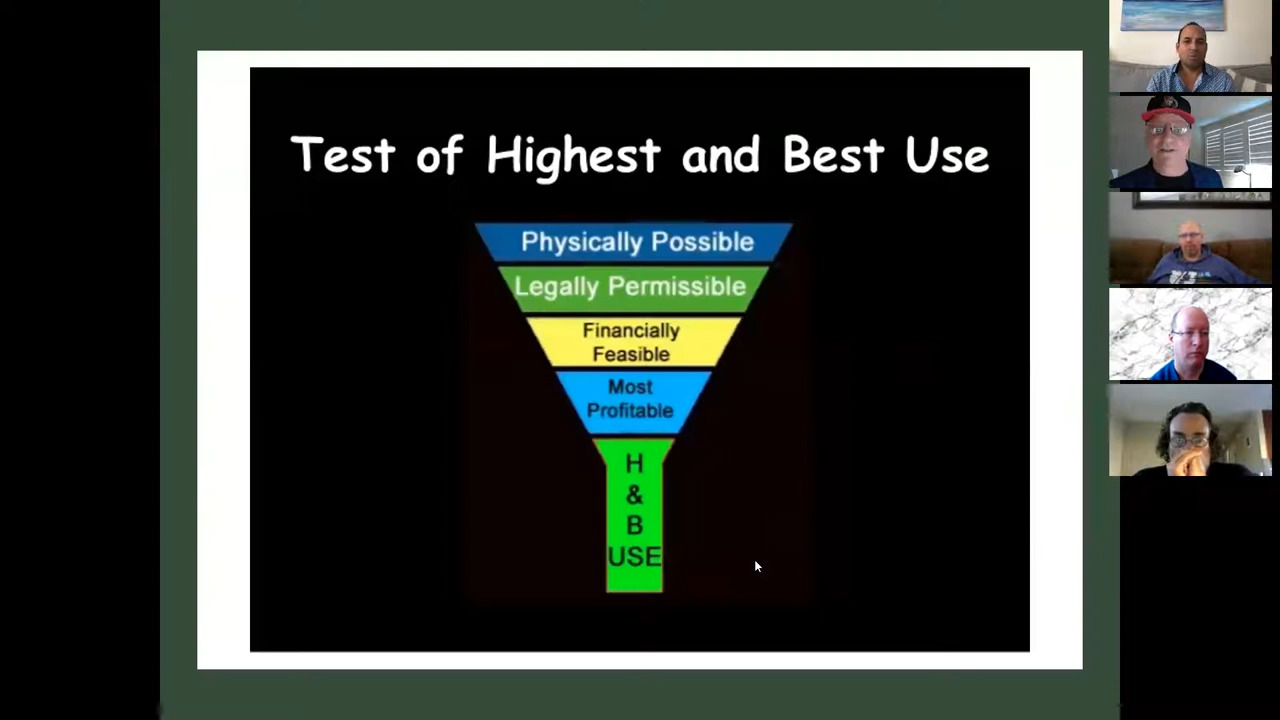 Test of Highest and Best Use
Physically Possible
Legally Permissible
Financially
Feasible
Most
Profitable
H
&
B
USE